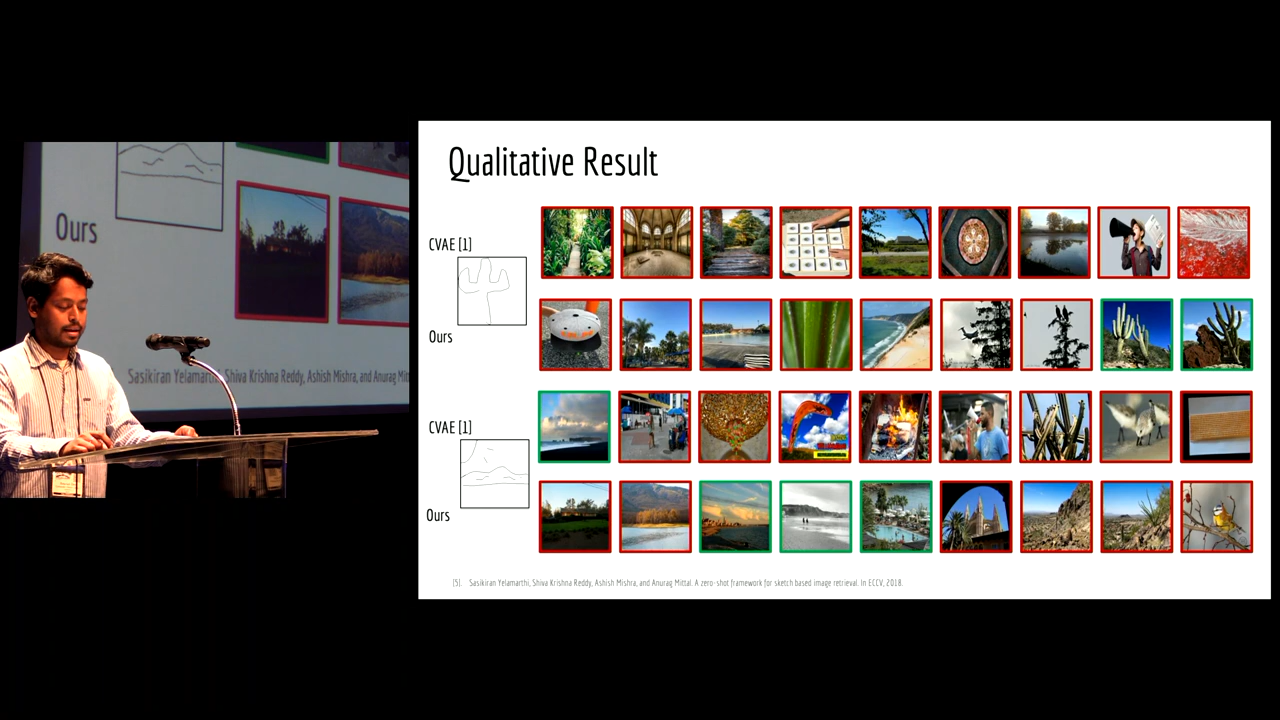 Qualitative Result
CVAE [1]
Ours
CVAE [1]
Ours
[5]. Sasikiran Yelamarthi, Shiva Krishna Reddy, Ashish Mishra, and Anurag Mittal. A zero-shot framework for sketch based image retrieval. In ECCV, 2018.
Ours
Sasikiran Yelamarthi, Shiva Krishna Reddy, Ashish Mishra, and Anurag Mitt